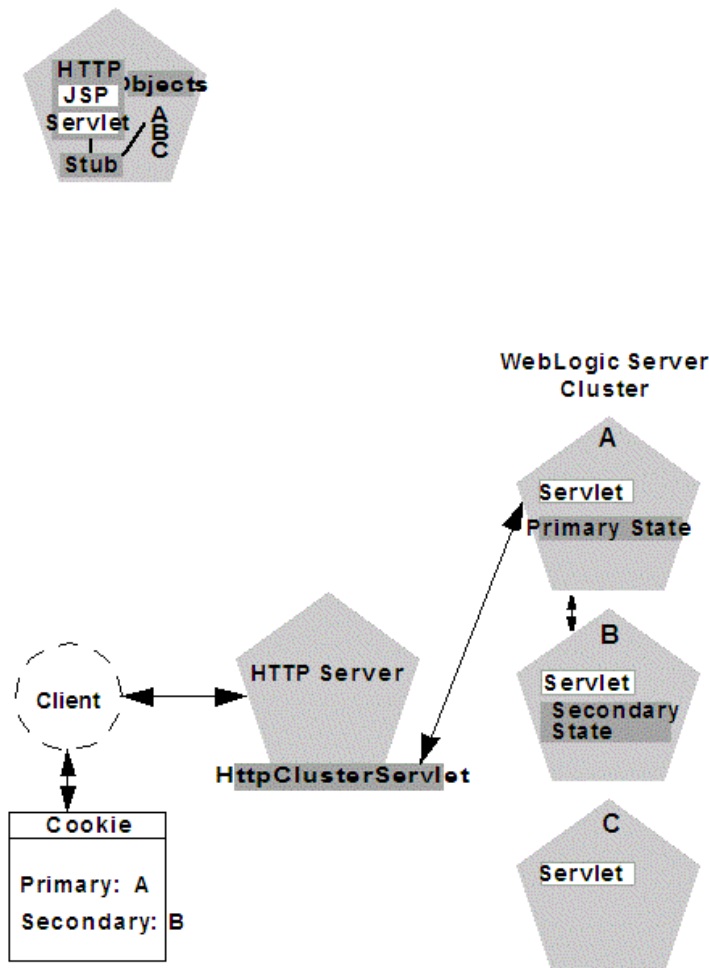 HTTP
Objects
JSP
Servlet
A
B
C
Stub
WebLogic Server
Cluster
A
Servlet
Primary State
B
Servlet
Secondary
State
HTTP Server
Client
HttpClusterServlet
Cookie
Primary: A
Secondary: B
C
Servlet